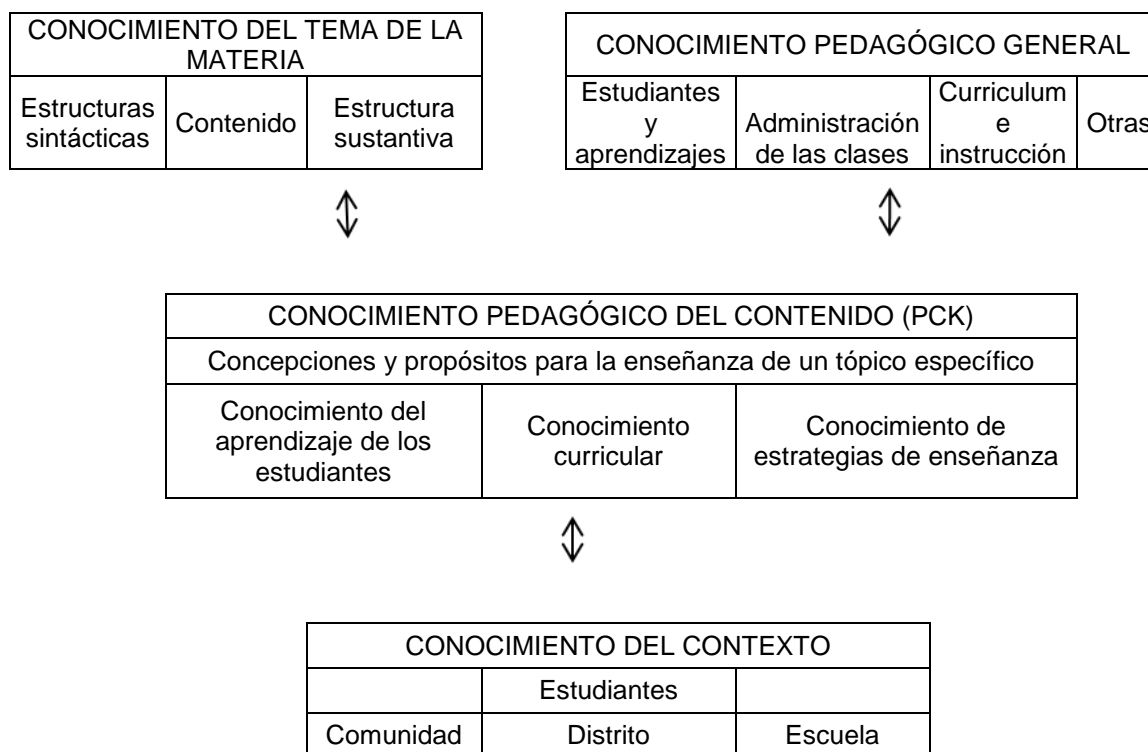 CONOCIMIENTO DEL TEMA DE LA
MATERIA
Estructuras
sintácticas
Contenido
Estructura
sustantiva
CONOCIMIENTO PEDAGÓGICO GENERAL
Estudiantes
y
aprendizajes
Administración
de las clases
Curriculum
e
instrucción
Otras
CONOCIMIENTO PEDAGÓGICO DEL CONTENIDO (PCK)
Concepciones y propósitos para la enseñanza de un tópico específico
Conocimiento del
aprendizaje de los
estudiantes
Conocimiento
curricular
Conocimiento de
estrategias de enseñanza
CONOCIMIENTO DEL CONTEXTO
Estudiantes
Comunidad
Distrito
Escuela